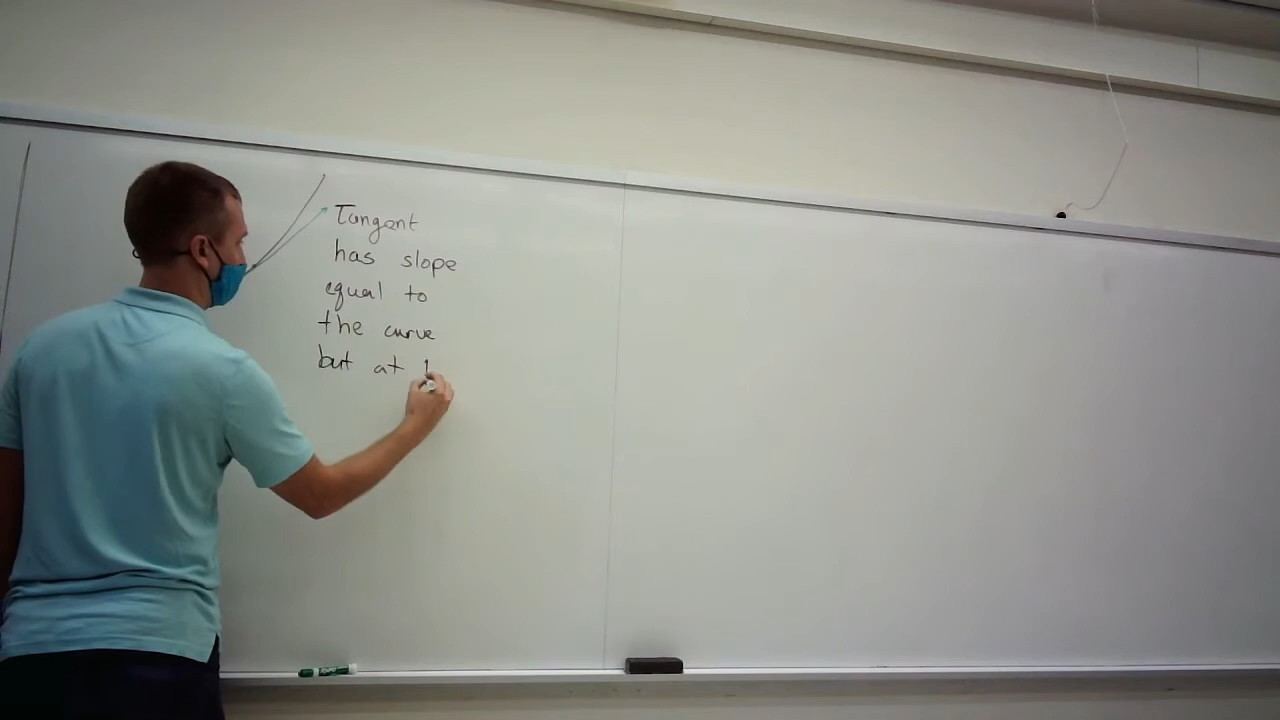 Tangent
has slope
equal to
the curve
but at